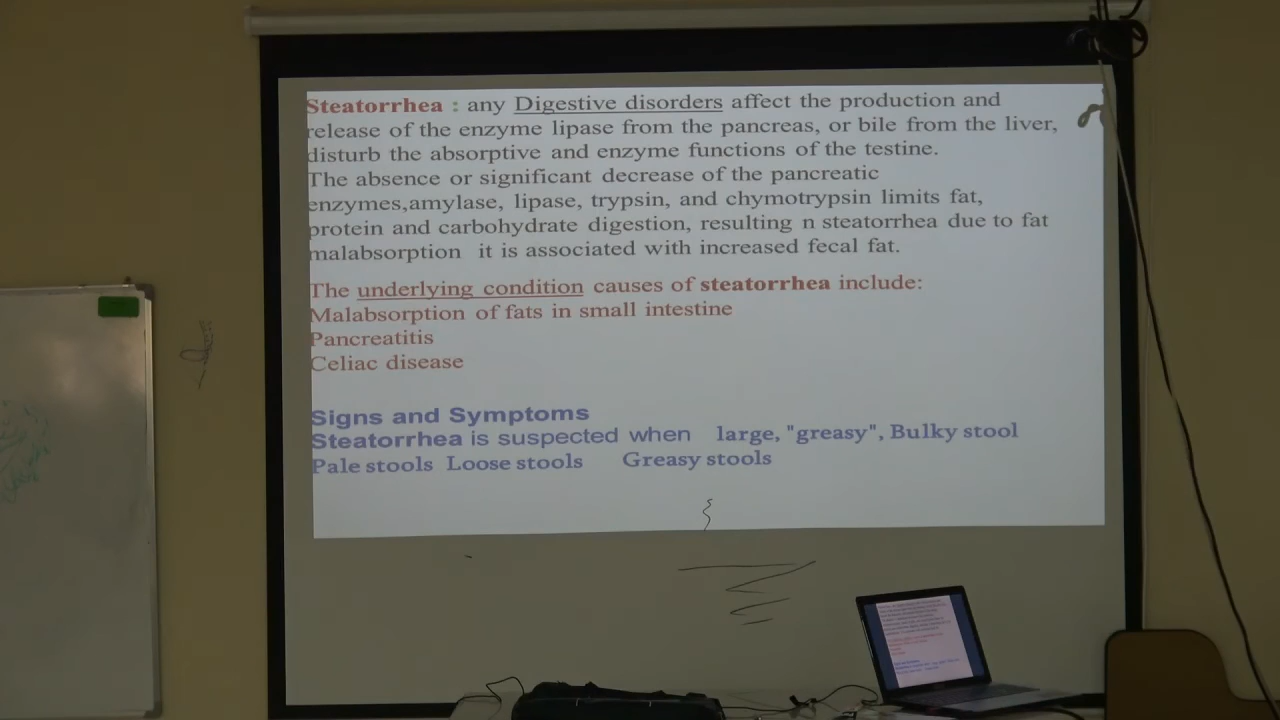 Steatorrhea : any Digestive disorders affect the production and
release of the enzyme lipase from the pancreas, or bile from the liver,
disturb the absorptive and enzyme functions of the testine.
The absence or significant decrease of the pancreatic
enzymes,amylase, lipase, trypsin, and chymotrypsin limits fat,
protein and carbohydrate digestion, resulting n steatorrhea due to fat
malabsorption it is associated with increased fecal fat.
The underlying condition causes of steatorrhea include:
Malabsorption of fats in small intestine
Pancreatitis
Celiac disease
Signs and Symptoms
Steatorrhea is suspected when large, "greasy", Bulky stool
Pale stools Loose stools Greasy stools